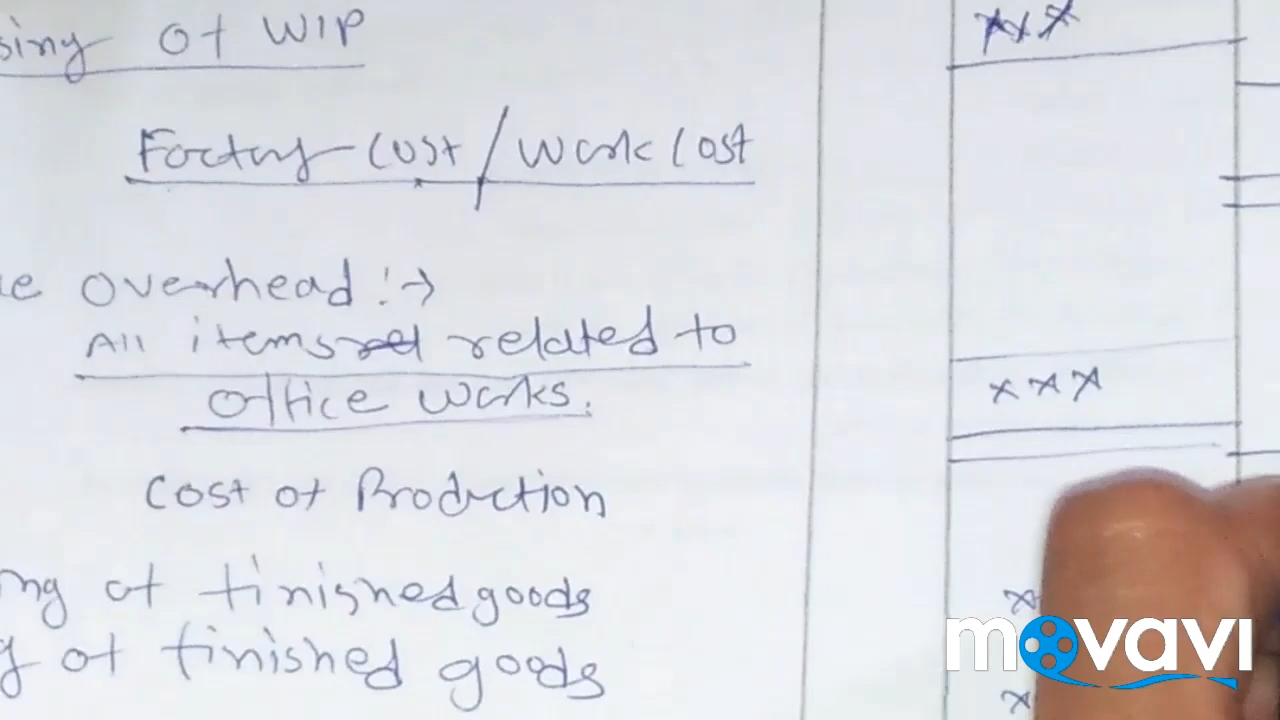 sing of WIP
xxx
Factory Cost / Work Cost
ce overhead :→
All items related to
office works.
xxx
Cost of Production
ng of finished goods
x
g of finished goods
x
movavi